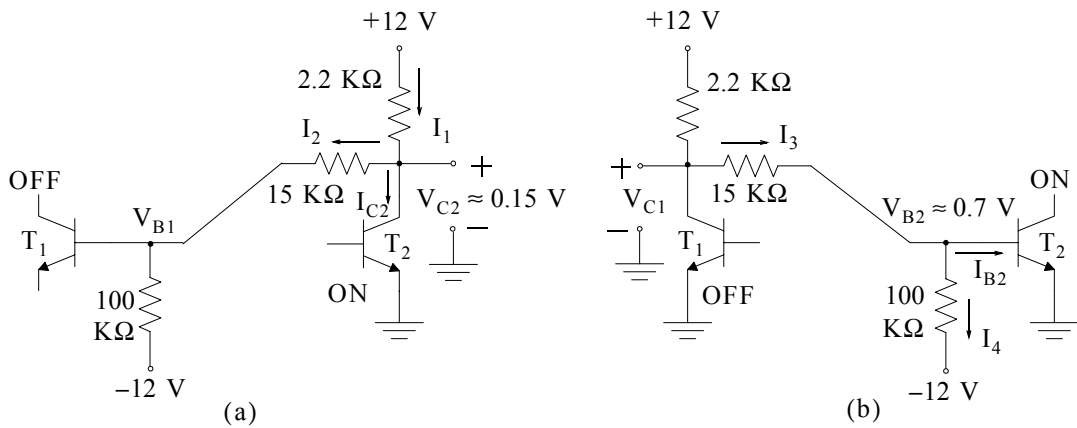 +12 V
2.2 KΩ
I1
I2
15 KΩ
IC2
VC2 ≈ 0.15 V
+
−
OFF
VB1
T1
T2
ON
100
KΩ
−12 V
(a)
+12 V
2.2 KΩ
I3
15 KΩ
+
VC1
−
T1
OFF
VB2 ≈ 0.7 V
ON
T2
IB2
100
KΩ
I4
−12 V
(b)